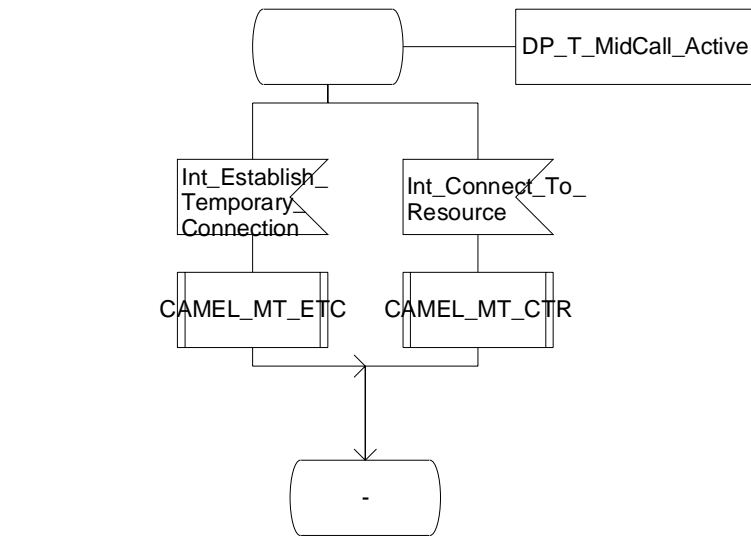 DP_T_MidCall_Active
Int_Establish_
Temporary_
Connection
Int_Connect_To_
Resource
CAMEL_MT_ETC
CAMEL_MT_CTR
-